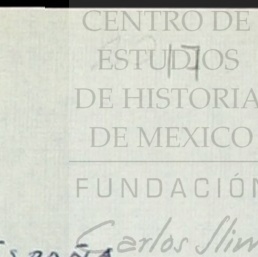 CENTRO DE
ESTUDIOS
DE HISTORIA
DE MEXICO
FUNDACIÓN
Carlos Slim